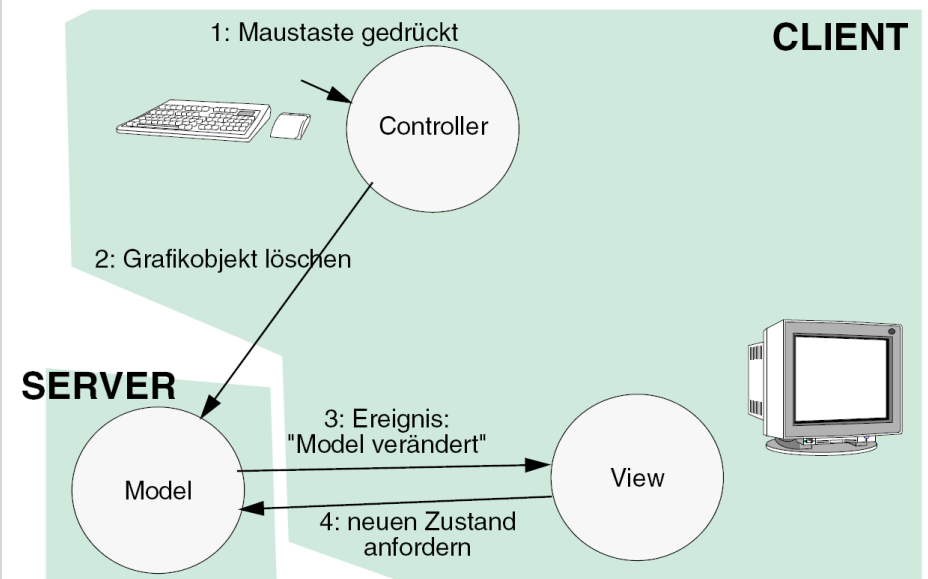 1: Maustaste gedrückt
CLIENT
Controller
2: Grafikobjekt löschen
SERVER
3: Ereignis:
"Model verändert"
Model
View
4: neuen Zustand
anfordern